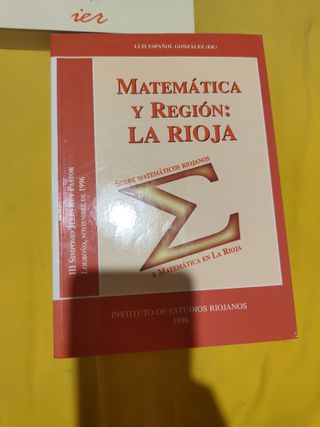 ier
LUIS ESPAÑOL GONZÁLEZ (Ed.)
MATEMÁTICA
Y REGIÓN:
LA RIOJA
SOBRE MATEMÁTICOS RIOJANOS
Σ
Y MATEMÁTICA EN LA RIOJA
III SIMPOSIO JULIO REY PASTOR
LOGROÑO, NOVIEMBRE DE 1996
INSTITUTO DE ESTUDIOS RIOJANOS
1998